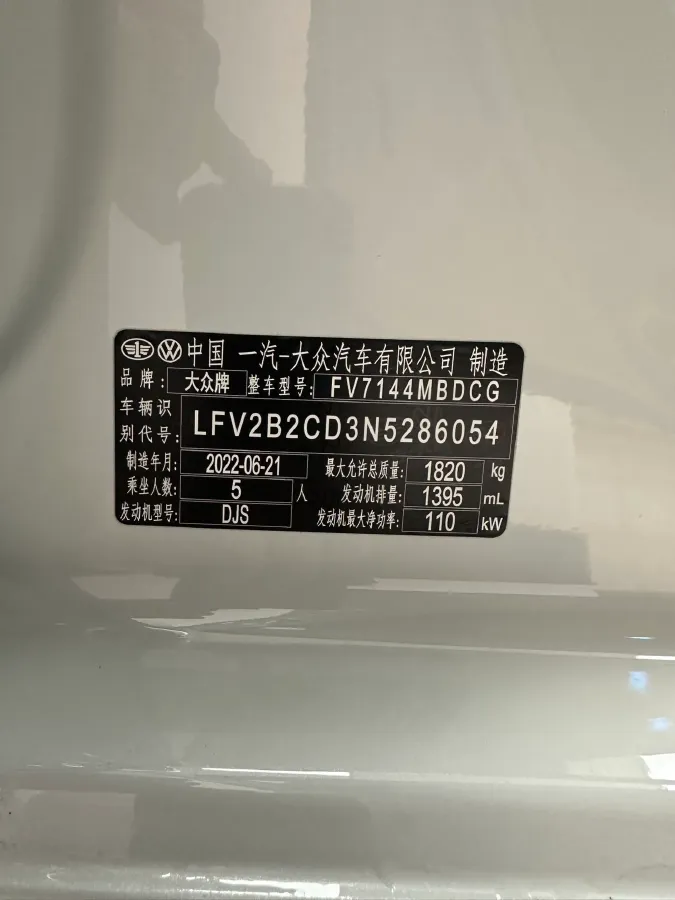 中国 一汽-大众汽车有限公司 制造
品牌: 大众牌 整车型号: FV7144MBDCG
车辆识别代号: LFV2B2CD3N5286054
制造年月: 2022-06-21 最大允许总质量: 1820 kg
乘坐人数: 5 人 发动机排量: 1395 mL
发动机型号: DJS 发动机最大净功率: 110 kW